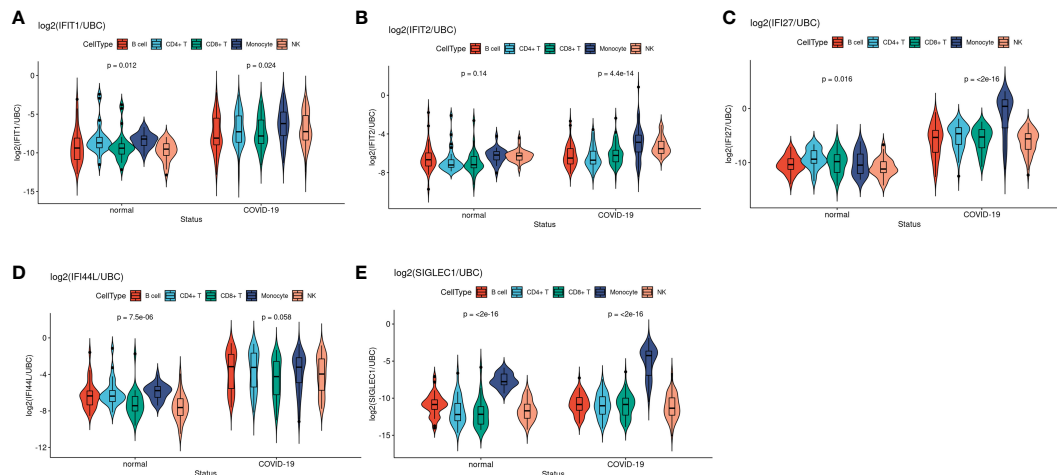 A
log2(IFIT1/UBC)
CellType B cell CD4+ T CD8+ T Monocyte NK
p = 0.012 p = 0.024
0
-5
-10
-15
log2(IFIT1/UBC)
normal COVID-19
Status
B
log2(IFIT2/UBC)
CellType B cell CD4+ T CD8+ T Monocyte NK
p = 0.14 p = 4.4e-14
0
-4
-8
log2(IFIT2/UBC)
normal COVID-19
Status
C
log2(IFI27/UBC)
CellType B cell CD4+ T CD8+ T Monocyte NK
p = 0.016 p = <2e-16
0
-10
log2(IFI27/UBC)
normal COVID-19
Status
D
log2(IFI44L/UBC)
CellType B cell CD4+ T CD8+ T Monocyte NK
p = 7.5e-06 p = 0.058
0
-4
-8
-12
log2(IFI44L/UBC)
normal COVID-19
Status
E
log2(SIGLEC1/UBC)
CellType B cell CD4+ T CD8+ T Monocyte NK
p = <2e-16 p = <2e-16
0
-5
-10
-15
log2(SIGLEC1/UBC)
normal COVID-19
Status